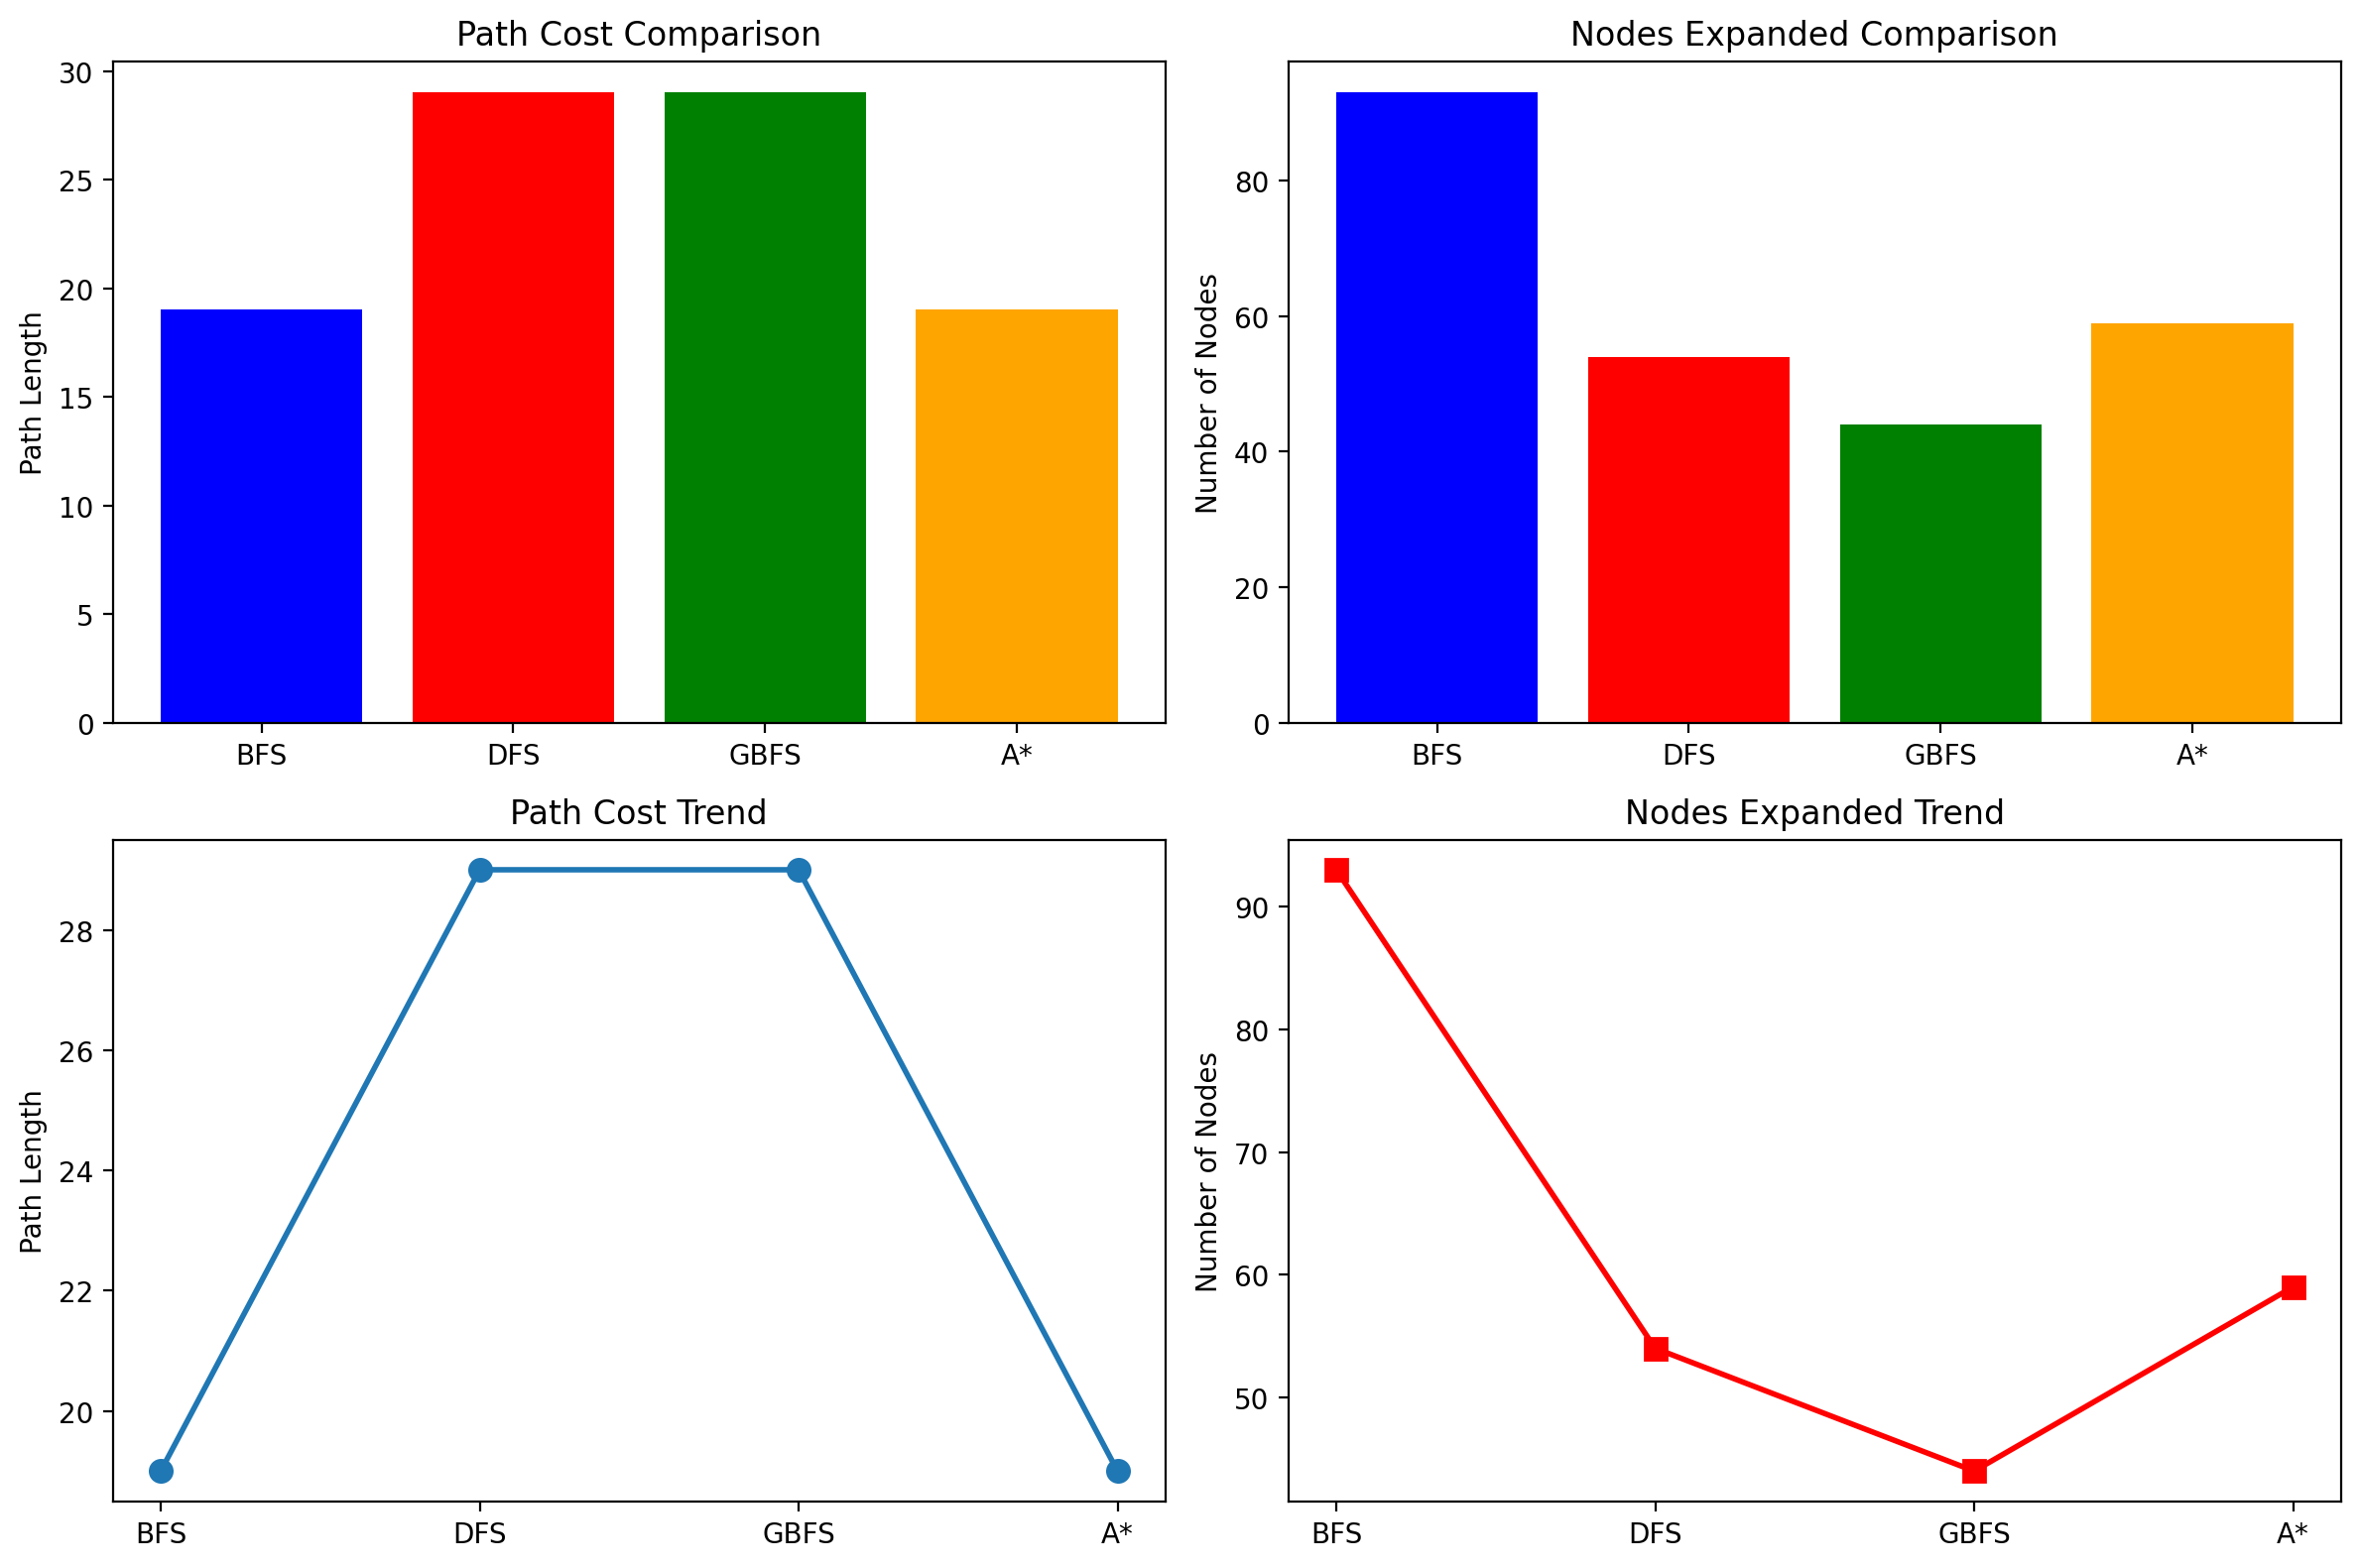 Path Cost Comparison
Path Length
30
25
20
15
10
5
0
BFS DFS GBFS A*
Nodes Expanded Comparison
Number of Nodes
80
60
40
20
0
BFS DFS GBFS A*
Path Cost Trend
Path Length
28
26
24
22
20
BFS DFS GBFS A*
Nodes Expanded Trend
Number of Nodes
90
80
70
60
50
BFS DFS GBFS A*